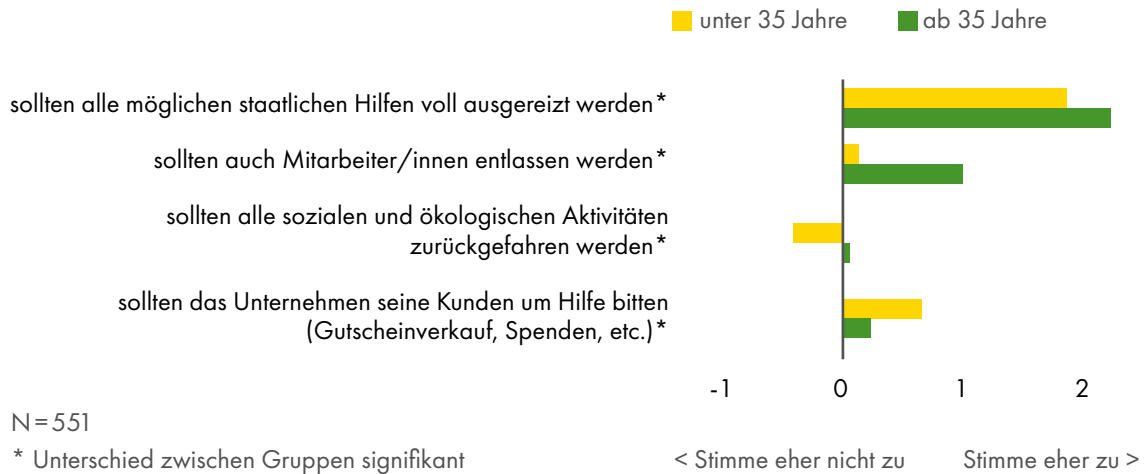 unter 35 Jahre ab 35 Jahre
sollten alle möglichen staatlichen Hilfen voll ausgereizt werden*
sollten auch Mitarbeiter/innen entlassen werden*
sollten alle sozialen und ökologischen Aktivitäten
zurückgefahren werden*
sollten das Unternehmen seine Kunden um Hilfe bitten
(Gutscheinverkauf, Spenden, etc.)*
-1 0 1 2
N=551
* Unterschied zwischen Gruppen signifikant
< Stimme eher nicht zu Stimme eher zu >